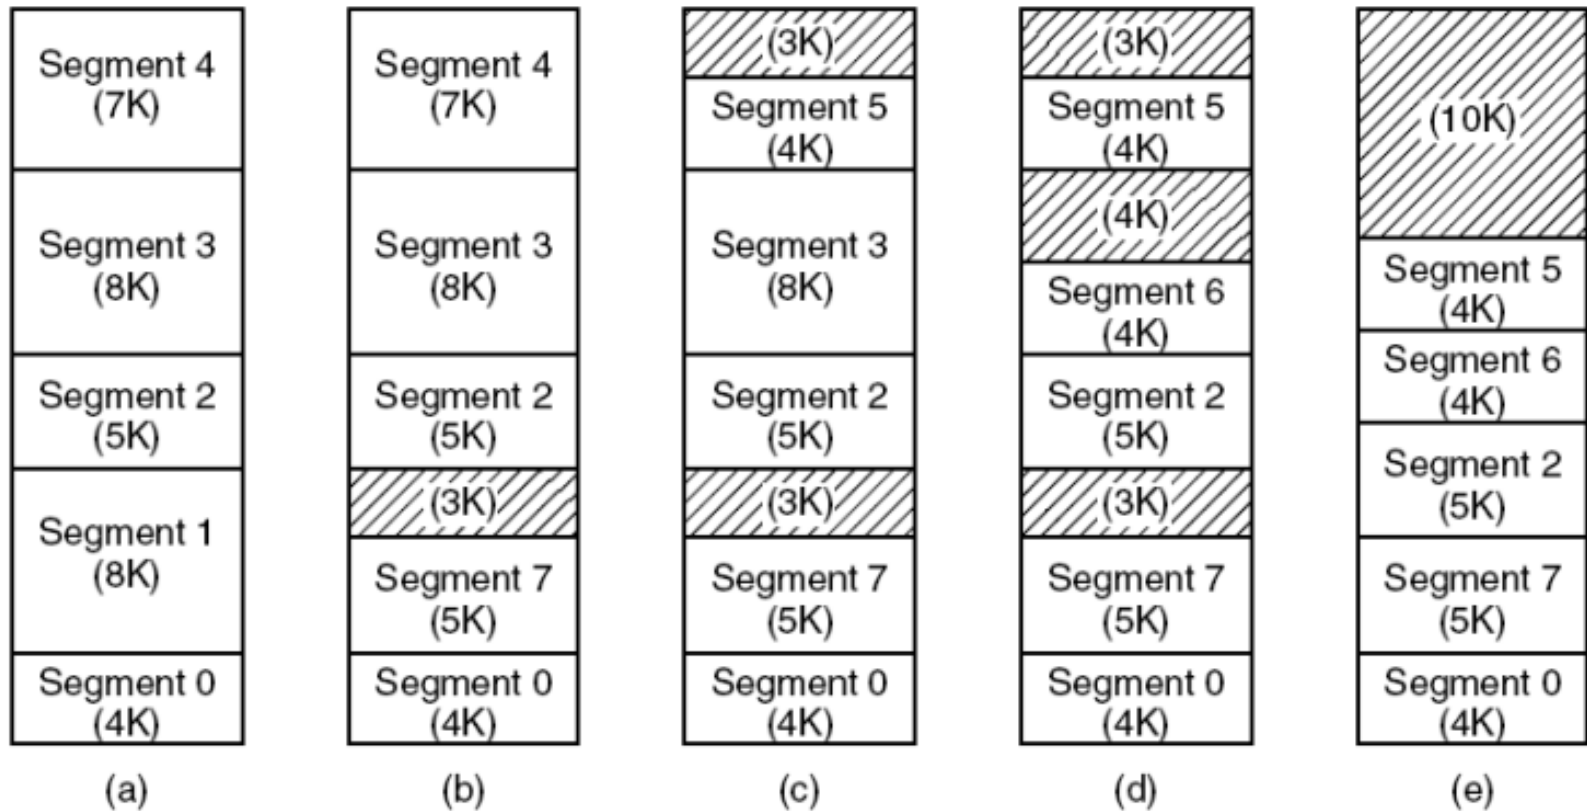 Segment 4
(7K)
Segment 3
(8K)
Segment 2
(5K)
Segment 1
(8K)
Segment 0
(4K)
(a)
Segment 4
(7K)
Segment 3
(8K)
Segment 2
(5K)
(3K)
Segment 7
(5K)
Segment 0
(4K)
(b)
(3K)
Segment 5
(4K)
Segment 3
(8K)
Segment 2
(5K)
(3K)
Segment 7
(5K)
Segment 0
(4K)
(c)
(3K)
Segment 5
(4K)
(4K)
Segment 6
(4K)
Segment 2
(5K)
(3K)
Segment 7
(5K)
Segment 0
(4K)
(d)
(10K)
Segment 5
(4K)
Segment 6
(4K)
Segment 2
(5K)
Segment 7
(5K)
Segment 0
(4K)
(e)